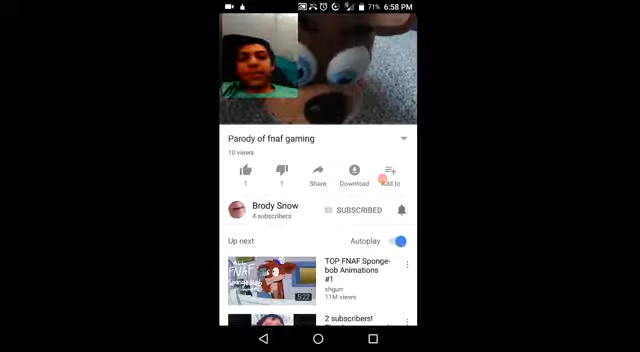 71% 6:58 PM
Parody of fnaf gaming
10 views
1
1
Share
Download
Add to
Brody Snow
4 subscribers
SUBSCRIBED
Up next
Autoplay
FNAF
5:22
TOP FNAF Sponge-
bob Animations
#1
shgurr
11M views
2 subscribers!